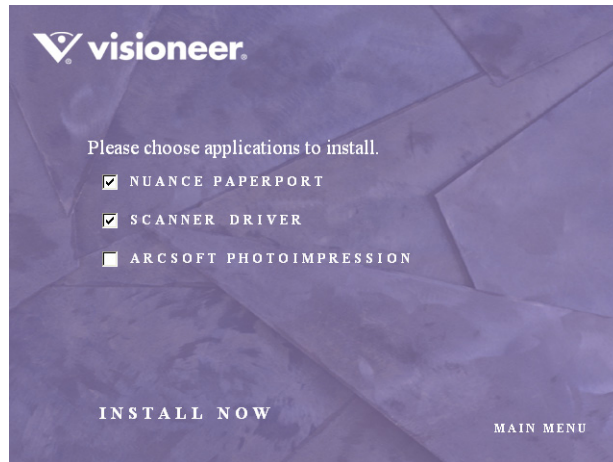 visioneer®
Please choose applications to install.
NUANCE PAPERPORT
SCANNER DRIVER
ARCSOFT PHOTOIMPRESSION
INSTALL NOW
MAIN MENU